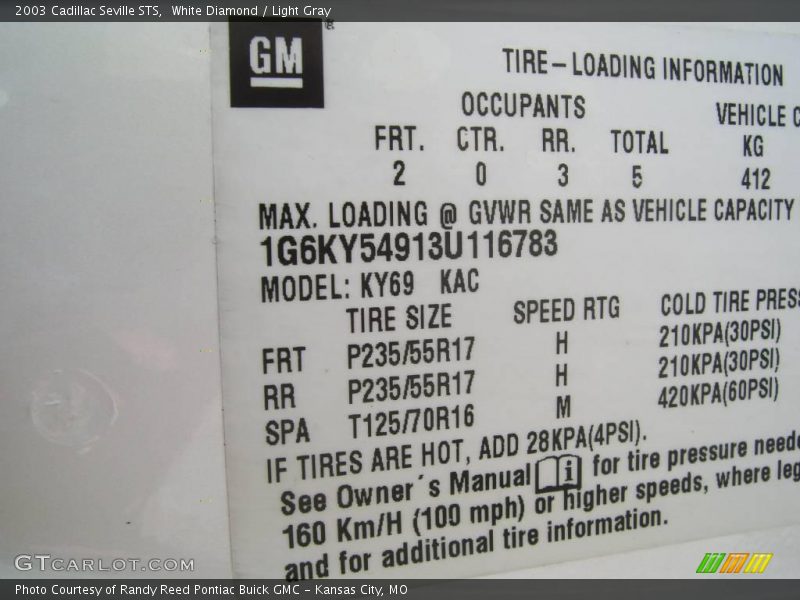 2003 Cadillac Seville STS, White Diamond / Light Gray
GM
TIRE–LOADING INFORMATION
OCCUPANTS VEHICLE C
FRT. CTR. RR. TOTAL KG
2 0 3 5 412
MAX. LOADING @ GVWR SAME AS VEHICLE CAPACITY
1G6KY54913U116783
MODEL: KY69 KAC
TIRE SIZE SPEED RTG COLD TIRE PRESS
FRT P235/55R17 H 210KPA(30PSI)
RR P235/55R17 H 210KPA(30PSI)
SPA T125/70R16 M 420KPA(60PSI)
IF TIRES ARE HOT, ADD 28KPA(4PSI).
See Owner´s Manual i for tire pressure neede
160 Km/H (100 mph) or higher speeds, where leg
and for additional tire information.
GTCARLOT.COM
Photo Courtesy of Randy Reed Pontiac Buick GMC – Kansas City, MO